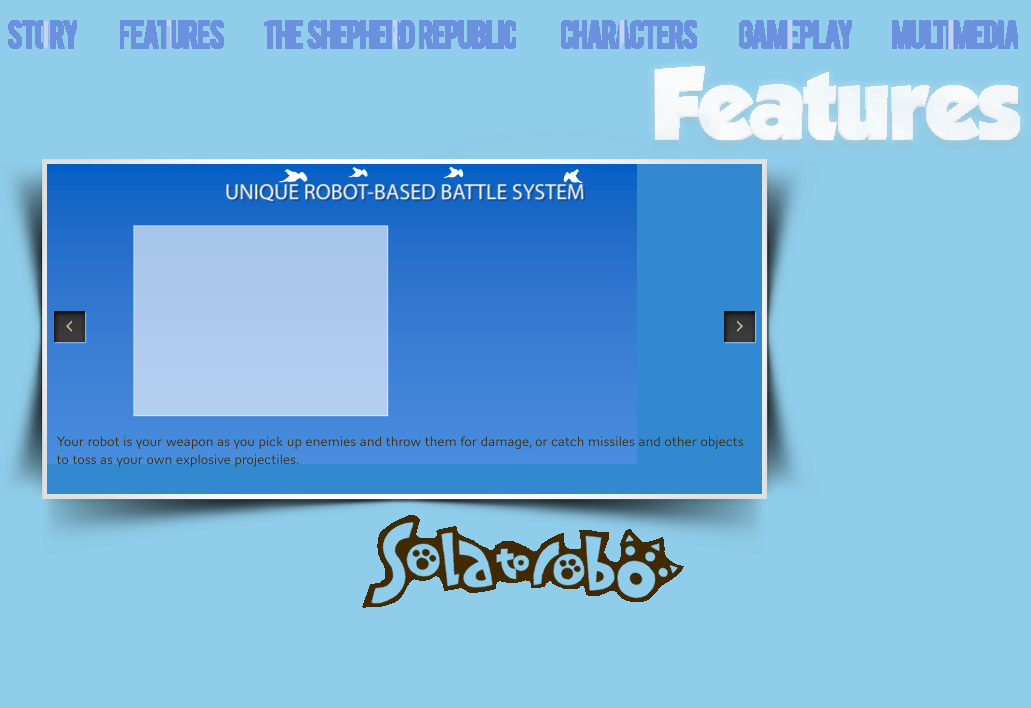 STORY FEATURES THE SHEPHERD REPUBLIC CHARACTERS GAMEPLAY MULTIMEDIA
Features
UNIQUE ROBOT-BASED BATTLE SYSTEM
Your robot is your weapon as you pick up enemies and throw them for damage, or catch missiles and other objects
to toss as your own explosive projectiles.
Solatorobo